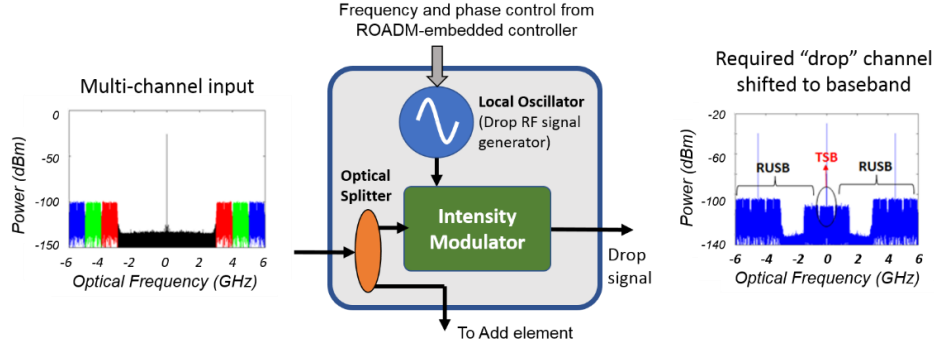 Frequency and phase control from
ROADM-embedded controller
Multi-channel input
Power (dBm)
0
-50
-100
-150
-6 -4 -2 0 2 4 6
Optical Frequency (GHz)
Local Oscillator
(Drop RF signal
generator)
Optical
Splitter
Intensity
Modulator
Drop
signal
To Add element
Required “drop” channel
shifted to baseband
Power (dBm)
-20
-40
-60
-80
-100
-120
-140
RUSB
TSB
RUSB
-6 -4 -2 0 2 4 6
Optical Frequency (GHz)